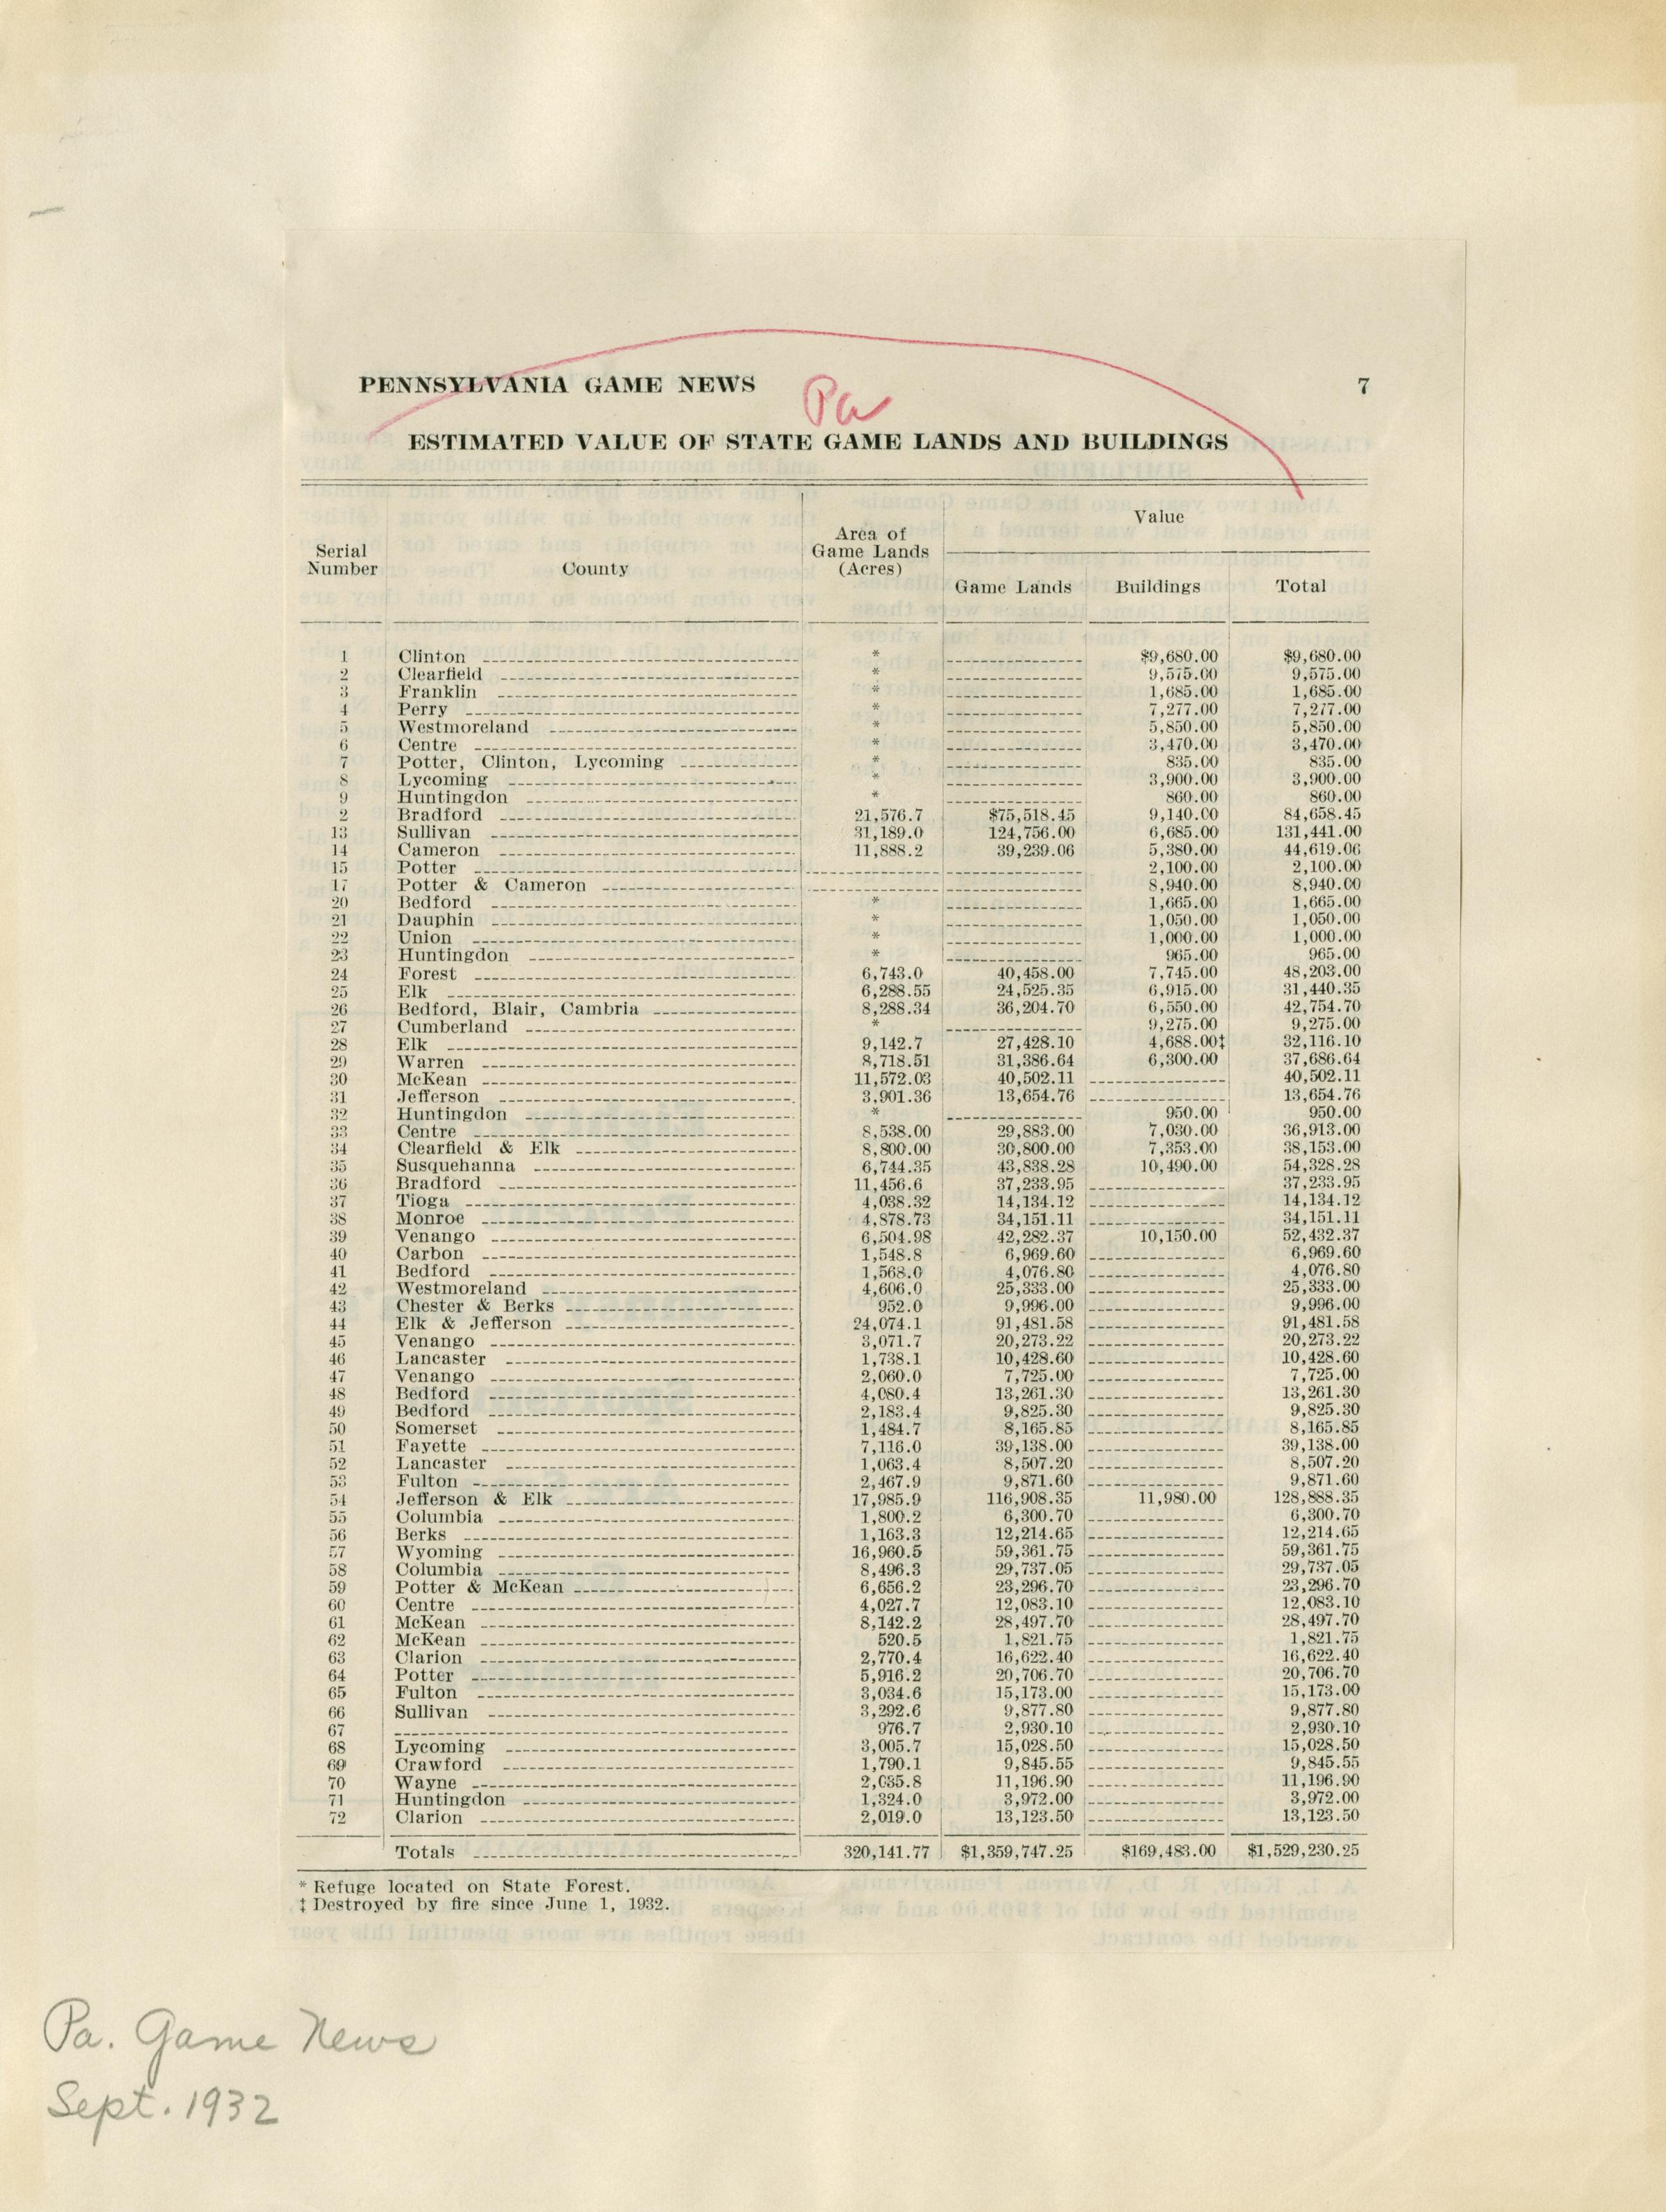 PENNSYLVANIA GAME NEWS 7
Pa
ESTIMATED VALUE OF STATE GAME LANDS AND BUILDINGS
Serial Number County Area of Game Lands (Acres) Value
Game Lands Buildings Total
1 Clinton * $9,680.00 $9,680.00
2 Clearfield * 9,575.00 9,575.00
3 Franklin * 1,685.00 1,685.00
4 Perry * 7,277.00 7,277.00
5 Westmoreland * 5,850.00 5,850.00
6 Centre * 3,470.00 3,470.00
7 Potter, Clinton, Lycoming * 835.00 835.00
8 Lycoming * 3,900.00 3,900.00
9 Huntingdon * 860.00 860.00
2 Bradford 21,576.7 $75,518.45 9,140.00 84,658.45
13 Sullivan 31,189.0 124,756.00 6,685.00 131,441.00
14 Cameron 11,888.2 39,239.06 5,380.00 44,619.06
15 Potter 2,100.00 2,100.00
17 Potter & Cameron 8,940.00 8,940.00
20 Bedford * 1,665.00 1,665.00
21 Dauphin * 1,050.00 1,050.00
22 Union * 1,000.00 1,000.00
23 Huntingdon * 965.00 965.00
24 Forest 6,743.0 40,458.00 7,745.00 48,203.00
25 Elk 6,288.55 24,525.35 6,915.00 31,440.35
26 Bedford, Blair, Cambria 8,288.34 36,204.70 6,550.00 42,754.70
27 Cumberland * 9,275.00 9,275.00
28 Elk 9,142.7 27,428.10 4,688.00‡ 32,116.10
29 Warren 8,718.51 31,386.64 6,300.00 37,686.64
30 McKean 11,572.03 40,502.11 40,502.11
31 Jefferson 3,901.36 13,654.76 13,654.76
32 Huntingdon * 950.00 950.00
33 Centre 8,538.00 29,883.00 7,030.00 36,913.00
34 Clearfield & Elk 8,800.00 30,800.00 7,353.00 38,153.00
35 Susquehanna 6,744.35 43,838.28 10,490.00 54,328.28
36 Bradford 11,456.6 37,233.95 37,233.95
37 Tioga 4,038.32 14,134.12 14,134.12
38 Monroe 4,878.73 34,151.11 34,151.11
39 Venango 6,504.98 42,282.37 10,150.00 52,432.37
40 Carbon 1,548.8 6,969.60 6,969.60
41 Bedford 1,568.0 4,076.80 4,076.80
42 Westmoreland 4,606.0 25,333.00 25,333.00
43 Chester & Berks 952.0 9,996.00 9,996.00
44 Elk & Jefferson 24,074.1 91,481.58 91,481.58
45 Venango 3,071.7 20,273.22 20,273.22
46 Lancaster 1,738.1 10,428.60 10,428.60
47 Venango 2,060.0 7,725.00 7,725.00
48 Bedford 4,080.4 13,261.30 13,261.30
49 Bedford 2,183.4 9,825.30 9,825.30
50 Somerset 1,484.7 8,165.85 8,165.85
51 Fayette 7,116.0 39,138.00 39,138.00
52 Lancaster 1,063.4 8,507.20 8,507.20
53 Fulton 2,467.9 9,871.60 9,871.60
54 Jefferson & Elk 17,985.9 116,908.35 11,980.00 128,888.35
55 Columbia 1,800.2 6,300.70 6,300.70
56 Berks 1,163.3 12,214.65 12,214.65
57 Wyoming 16,960.5 59,361.75 59,361.75
58 Columbia 8,496.3 29,737.05 29,737.05
59 Potter & McKean 6,656.2 23,296.70 23,296.70
60 Centre 4,027.7 12,083.10 12,083.10
61 McKean 8,142.2 28,497.70 28,497.70
62 McKean 520.5 1,821.75 1,821.75
63 Clarion 2,770.4 16,622.40 16,622.40
64 Potter 5,916.2 20,706.70 20,706.70
65 Fulton 3,034.6 15,173.00 15,173.00
66 Sullivan 3,292.6 9,877.80 9,877.80
67 976.7 2,930.10 2,930.10
68 Lycoming 3,005.7 15,028.50 15,028.50
69 Crawford 1,790.1 9,845.55 9,845.55
70 Wayne 2,035.8 11,196.90 11,196.90
71 Huntingdon 1,324.0 3,972.00 3,972.00
72 Clarion 2,019.0 13,123.50 13,123.50
Totals 320,141.77 $1,359,747.25 $169,483.00 $1,529,230.25
* Refuge located on State Forest.
‡ Destroyed by fire since June 1, 1932.
Pa. Game News
Sept. 1932